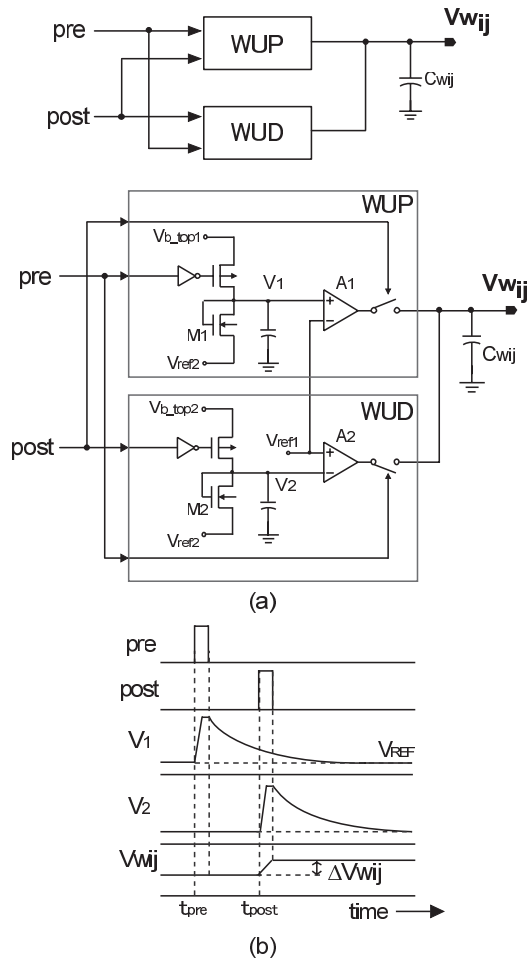 Vwij
pre
WUP
Cwij
post
WUD
WUP
Vb_top1
pre
V1
A1
Vwij
M1
Vref2
Cwij
Vb_top2
WUD
post
Vref1
A2
M2
V2
Vref2
(a)
pre
post
V1
VREF
V2
Vwij
ΔVwij
tpre
tpost
time
(b)